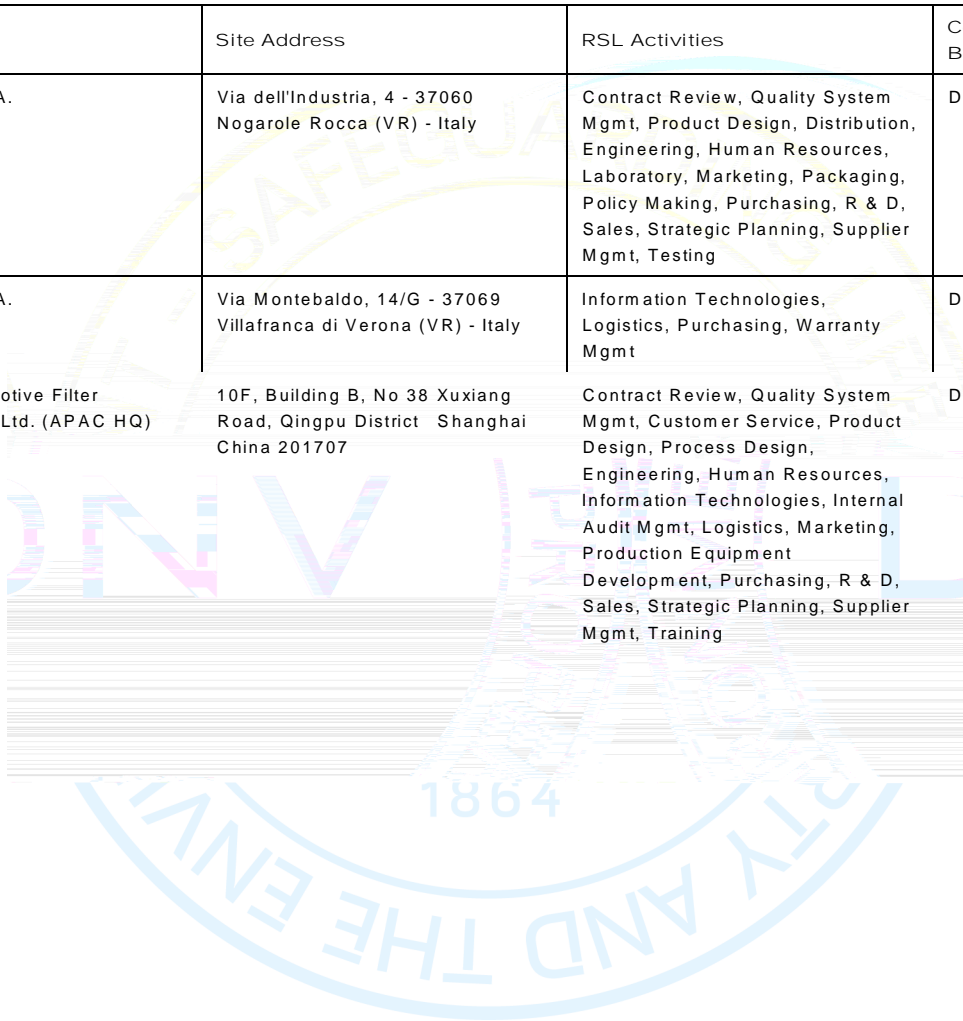 Site Address
RSL Activities
C
B
A.
Via dell'Industria, 4 - 37060
Nogarole Rocca (VR) - Italy
Contract Review, Quality System
Mgmt, Product Design, Distribution,
Engineering, Human Resources,
Laboratory, Marketing, Packaging,
Policy Making, Purchasing, R & D,
Sales, Strategic Planning, Supplier
Mgmt, Testing
D
A.
Via Montebaldo, 14/G - 37069
Villafranca di Verona (VR) - Italy
Information Technologies,
Logistics, Purchasing, Warranty
Mgmt
D
otive Filter
Ltd. (APAC HQ)
10F, Building B, No 38 Xuxiang
Road, Qingpu District Shanghai
China 201707
Contract Review, Quality System
Mgmt, Customer Service, Product
Design, Process Design,
Engineering, Human Resources,
Information Technologies, Internal
Audit Mgmt, Logistics, Marketing,
Production Equipment
Development, Purchasing, R & D,
Sales, Strategic Planning, Supplier
Mgmt, Training
D
DNV
1864
RTY AND THE ENVI